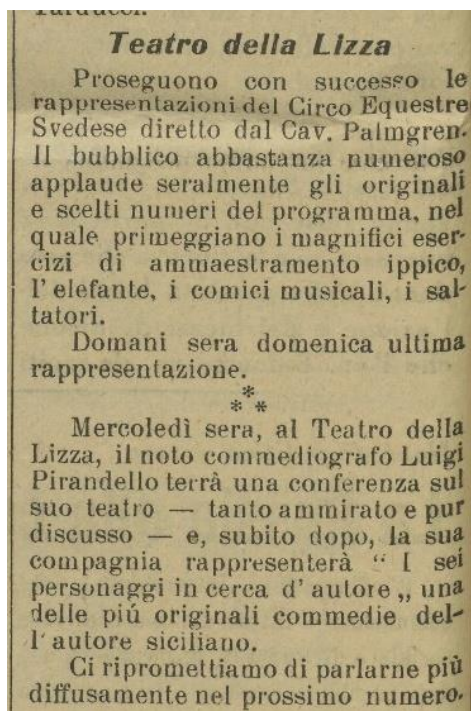 Tarducci.
Teatro della Lizza
Proseguono con successo le
rappresentazioni del Circo Equestre
Svedese diretto dal Cav. Palmgren.
Il bubblico abbastanza numeroso
applaude seralmente gli originali
e scelti numeri del programma, nel
quale primeggiano i magnifici eser-
cizi di ammaestramento ippico,
l'elefante, i comici musicali, i sal-
tatori.
Domani sera domenica ultima
rappresentazione.
*
* *
Mercoledì sera, al Teatro della
Lizza, il noto commediografo Luigi
Pirandello terrà una conferenza sul
suo teatro — tanto ammirato e pur
discusso — e, subito dopo, la sua
compagnia rappresenterà “ I sei
personaggi in cerca d'autore „ una
delle piú originali commedie del-
l'autore siciliano.
Ci ripromettiamo di parlarne più
diffusamente nel prossimo numero.